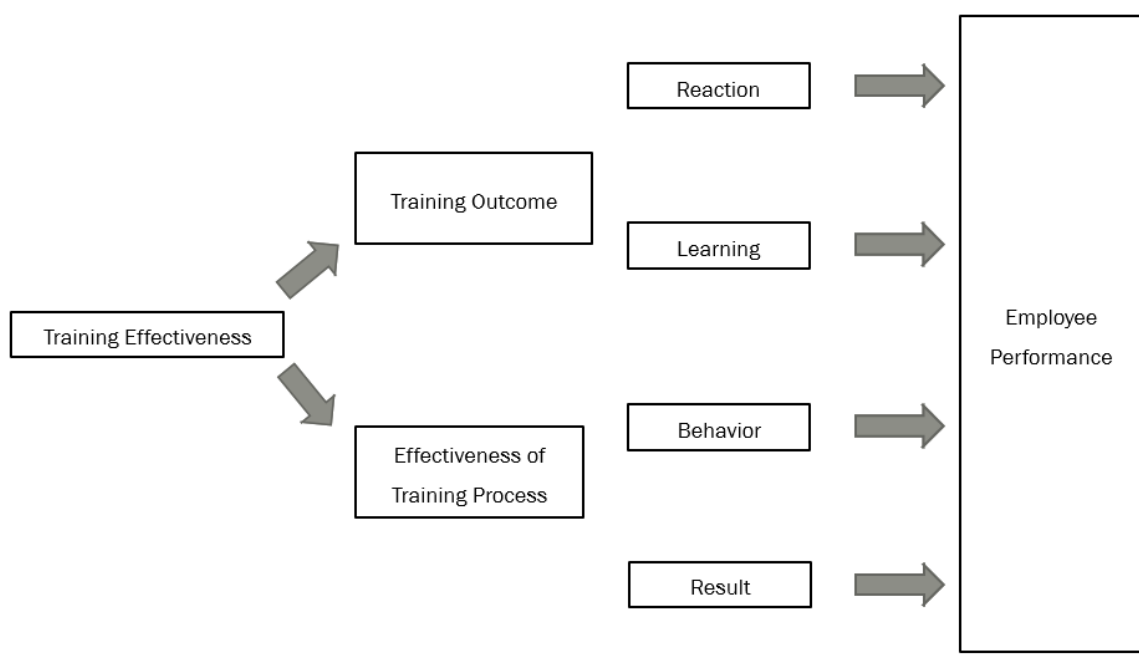 Reaction
Training Outcome
Learning
Training Effectiveness
Employee
Performance
Behavior
Effectiveness of
Training Process
Result